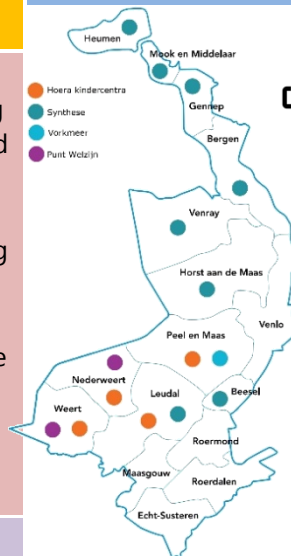 Heumen
Mook en Middelaar
Gennep
Bergen
Hoera kindercentra
Synthese
Vorkmeer
Punt Welzijn
Venray
Horst aan de Maas
Venlo
Peel en Maas
Nederweert
Leudal
Beesel
Weert
Roermond
Maasgouw
Roerdalen
Echt-Susteren